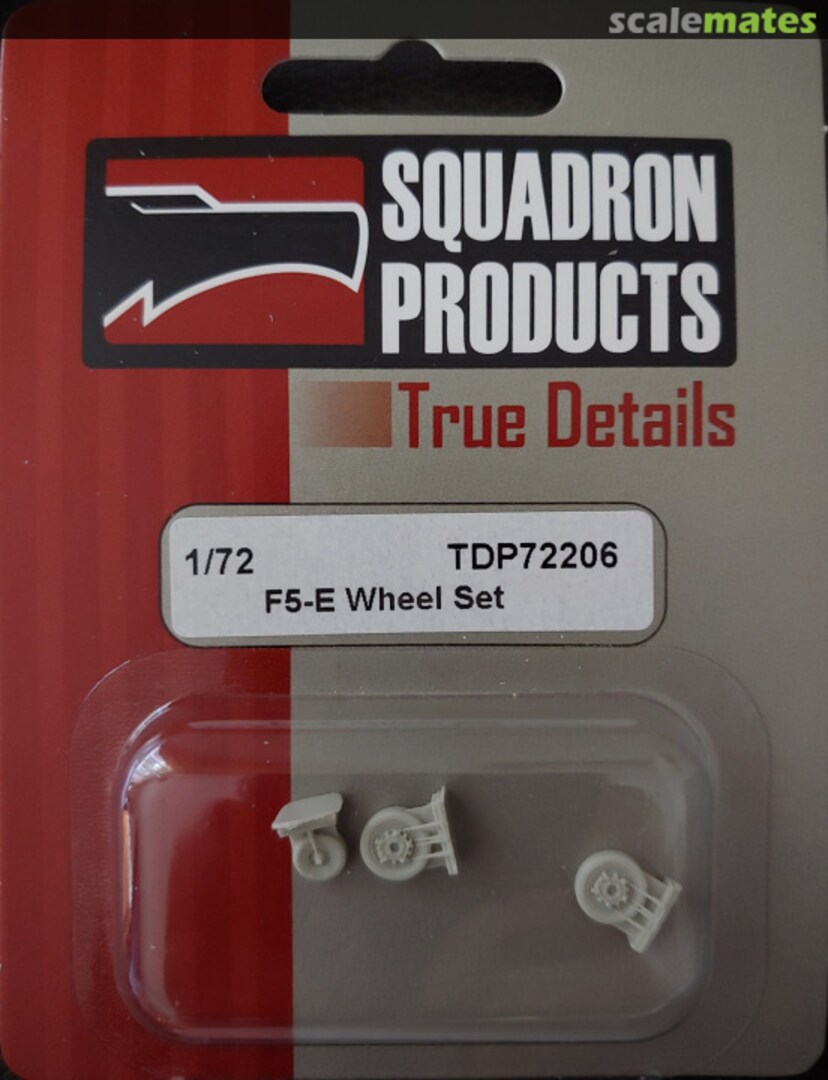 scalemates
SQUADRON
PRODUCTS
True Details
1/72 TDP72206
F5-E Wheel Set